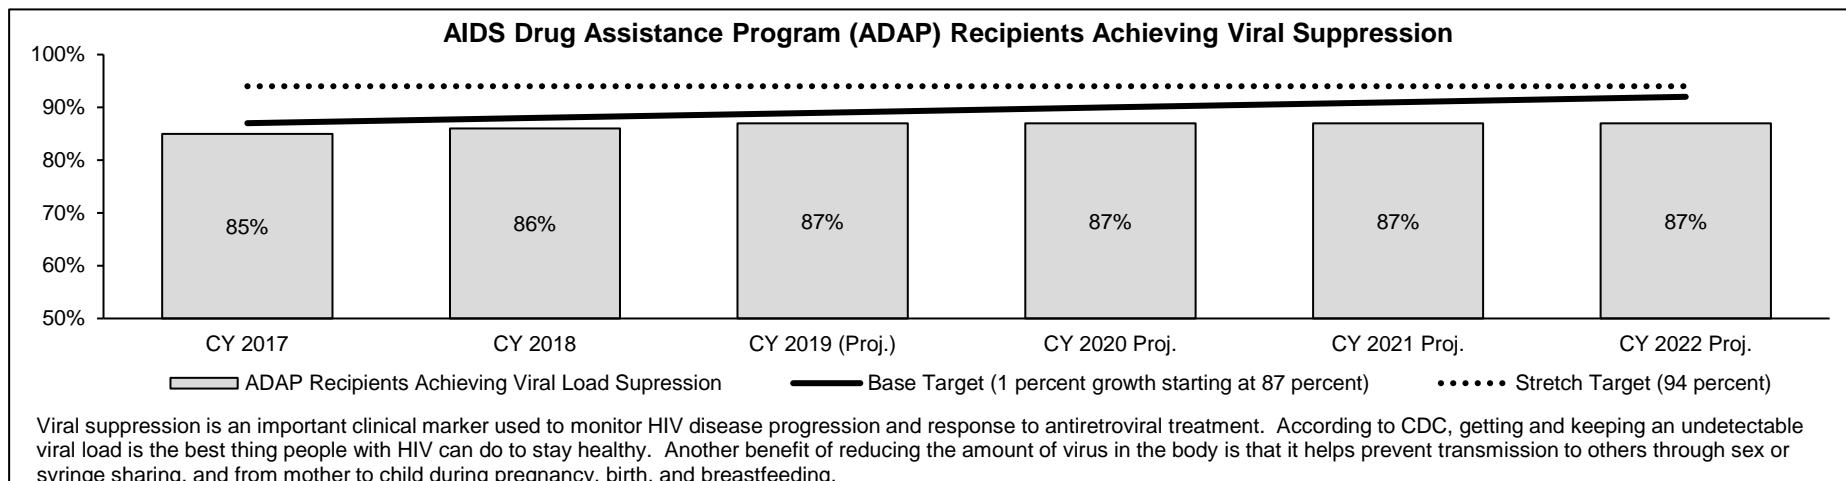 AIDS Drug Assistance Program (ADAP) Recipients Achieving Viral Suppression
100%
90%
80%
70%
60%
50%
85%
86%
87%
87%
87%
87%
CY 2017
CY 2018
CY 2019 (Proj.)
CY 2020 Proj.
CY 2021 Proj.
CY 2022 Proj.
ADAP Recipients Achieving Viral Load Supression
Base Target (1 percent growth starting at 87 percent)
Stretch Target (94 percent)
Viral suppression is an important clinical marker used to monitor HIV disease progression and response to antiretroviral treatment.  According to CDC, getting and keeping an undetectable
viral load is the best thing people with HIV can do to stay healthy.  Another benefit of reducing the amount of virus in the body is that it helps prevent transmission to others through sex or
syringe sharing, and from mother to child during pregnancy, birth, and breastfeeding.